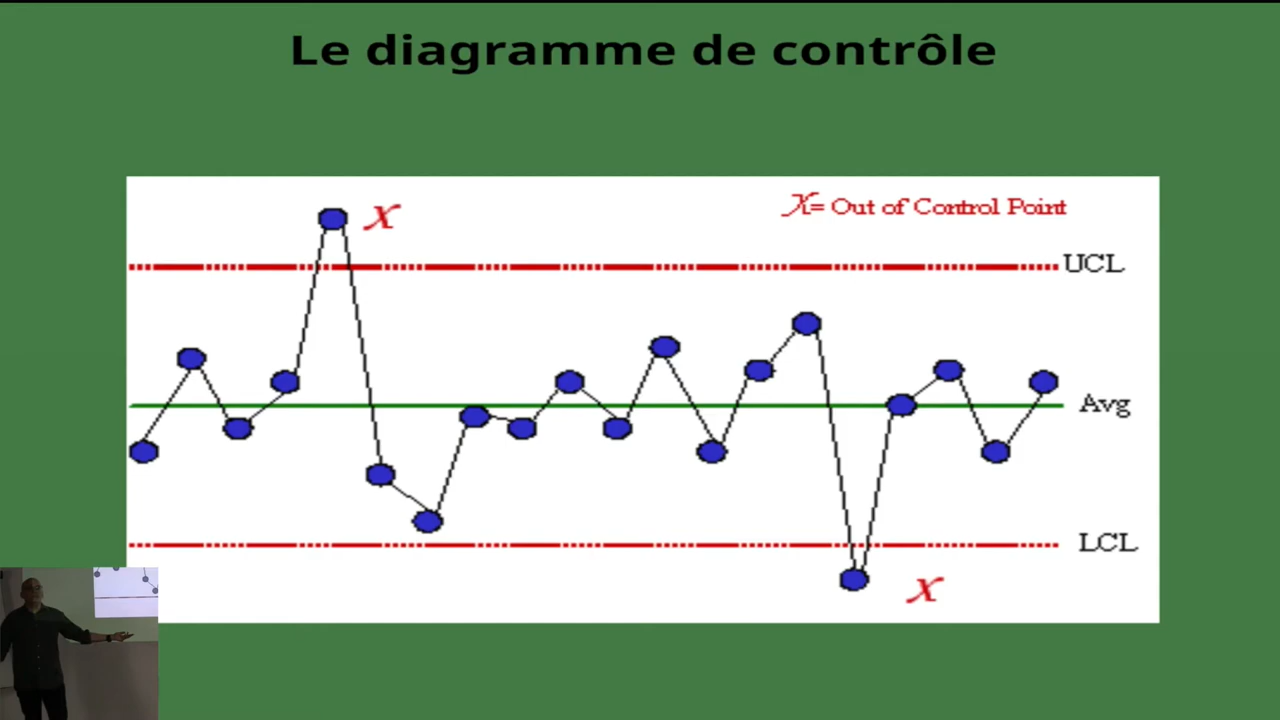 Le diagramme de contrôle
X= Out of Control Point
X
UCL
Avg
LCL
X